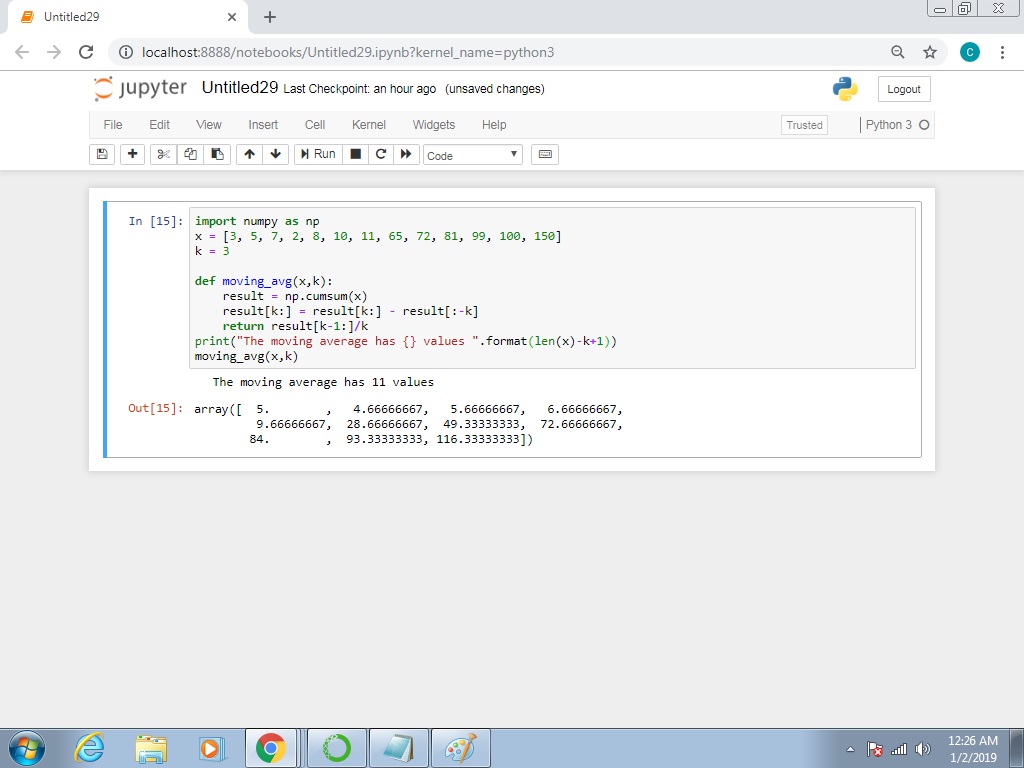 Untitled29
localhost:8888/notebooks/Untitled29.ipynb?kernel_name=python3
C
jupyter Untitled29 Last Checkpoint: an hour ago (unsaved changes)
Logout
File Edit View Insert Cell Kernel Widgets Help Trusted Python 3
Run Code
In [15]: import numpy as np
x = [3, 5, 7, 2, 8, 10, 11, 65, 72, 81, 99, 100, 150]
k = 3
def moving_avg(x,k):
    result = np.cumsum(x)
    result[k:] = result[k:] - result[:-k]
    return result[k-1:]/k
print("The moving average has {} values ".format(len(x)-k+1))
moving_avg(x,k)
The moving average has 11 values
Out[15]: array([  5.        ,   4.66666667,   5.66666667,   6.66666667,
         9.66666667,  28.66666667,  49.33333333,  72.66666667,
        84.        ,  93.33333333, 116.33333333])
12:26 AM
1/2/2019